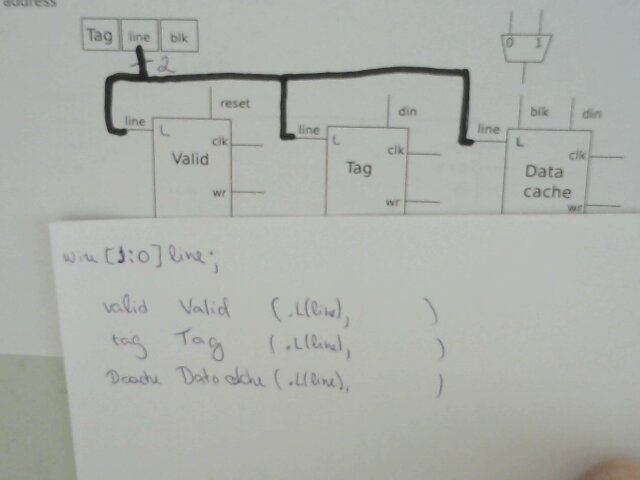 address
Tag line blk
2
0 1
reset
din
blk din
line
line
line
L
L
L
clk
clk
clk
Valid
Tag
Data
cache
wr
wr
wr
wire [1:0] line;
valid Valid (.L(line), )
tag Tag (.L(line), )
Dcache Datacache (.L(line), )